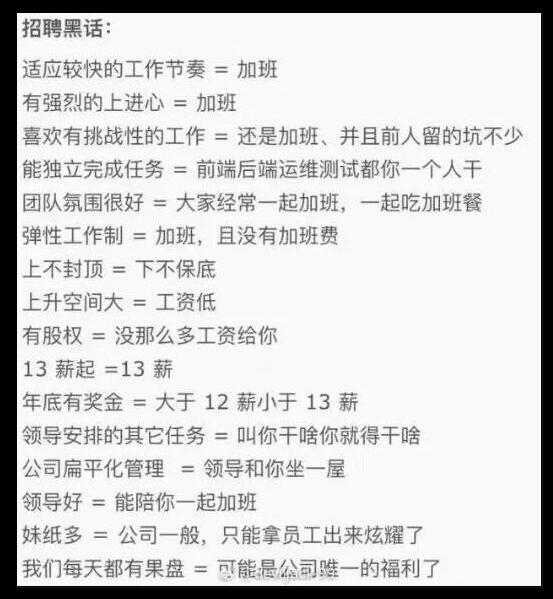 招聘黑话：
适应较快的工作节奏 = 加班
有强烈的上进心 = 加班
喜欢有挑战性的工作 = 还是加班、并且前人留的坑不少
能独立完成任务 = 前端后端运维测试都你一个人干
团队氛围很好 = 大家经常一起加班，一起吃加班餐
弹性工作制 = 加班，且没有加班费
上不封顶 = 下不保底
上升空间大 = 工资低
有股权 = 没那么多工资给你
13 薪起 =13 薪
年底有奖金 = 大于 12 薪小于 13 薪
领导安排的其它任务 = 叫你干啥你就得干啥
公司扁平化管理  = 领导和你坐一屋
领导好 = 能陪你一起加班
妹纸多 = 公司一般，只能拿员工出来炫耀了
我们每天都有果盘 = 可能是公司唯一的福利了